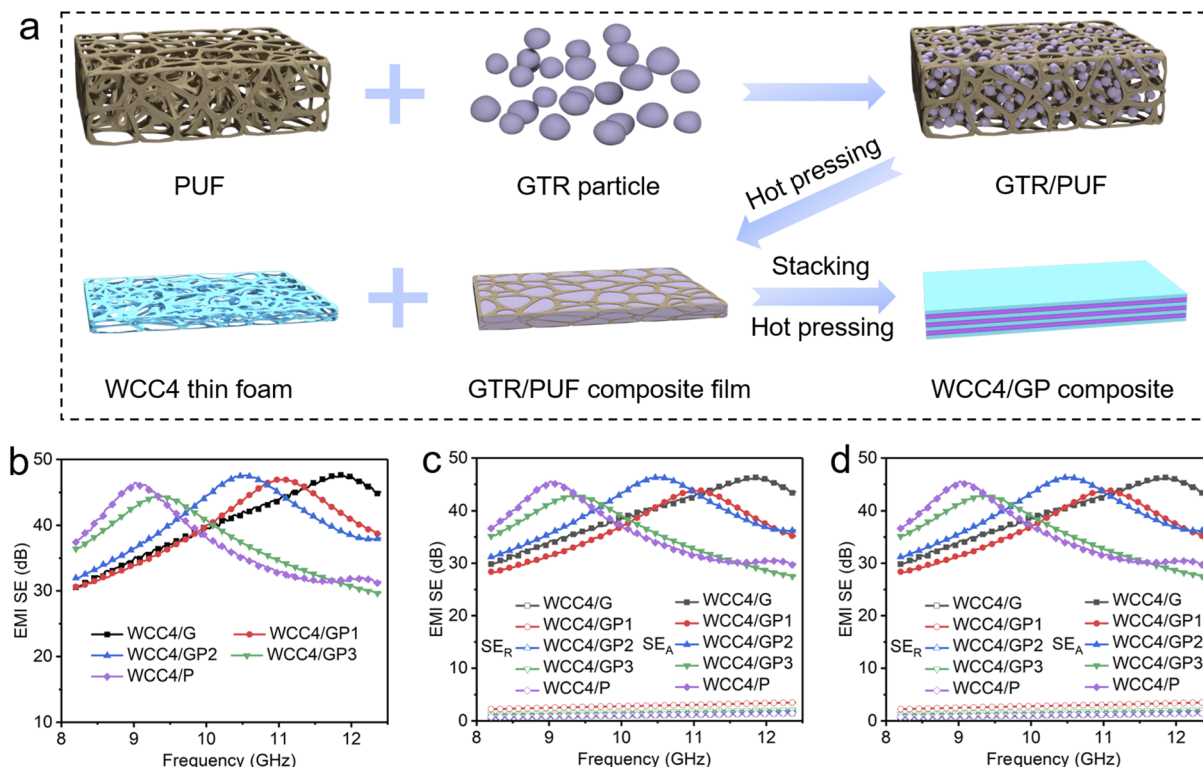 a
PUF
GTR particle
GTR/PUF
Hot pressing
Stacking
Hot pressing
WCC4 thin foam
GTR/PUF composite film
WCC4/GP composite
b
EMI SE (dB)
50
40
30
20
10
WCC4/G
WCC4/GP1
WCC4/GP2
WCC4/GP3
WCC4/P
8 9 10 11 12
Frequency (GHz)
c
EMI SE (dB)
50
40
30
20
10
0
WCC4/G WCC4/G
WCC4/GP1 WCC4/GP1
SE_R WCC4/GP2 SE_A WCC4/GP2
WCC4/GP3 WCC4/GP3
WCC4/P WCC4/P
8 9 10 11 12
Frequency (GHz)
d
EMI SE (dB)
50
40
30
20
10
0
WCC4/G WCC4/G
WCC4/GP1 WCC4/GP1
SE_R WCC4/GP2 SE_A WCC4/GP2
WCC4/GP3 WCC4/GP3
WCC4/P WCC4/P
8 9 10 11 12
Frequency (GHz)